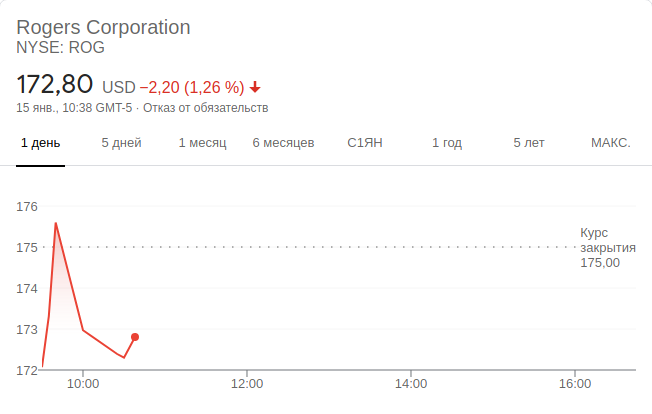 Rogers Corporation
NYSE: ROG
172,80 USD −2,20 (1,26 %)
15 янв., 10:38 GMT-5 · Отказ от обязательств
1 день 5 дней 1 месяц 6 месяцев С1ЯН 1 год 5 лет МАКС.
176
Курс
175 закрытия
175,00
174
173
172
10:00 12:00 14:00 16:00